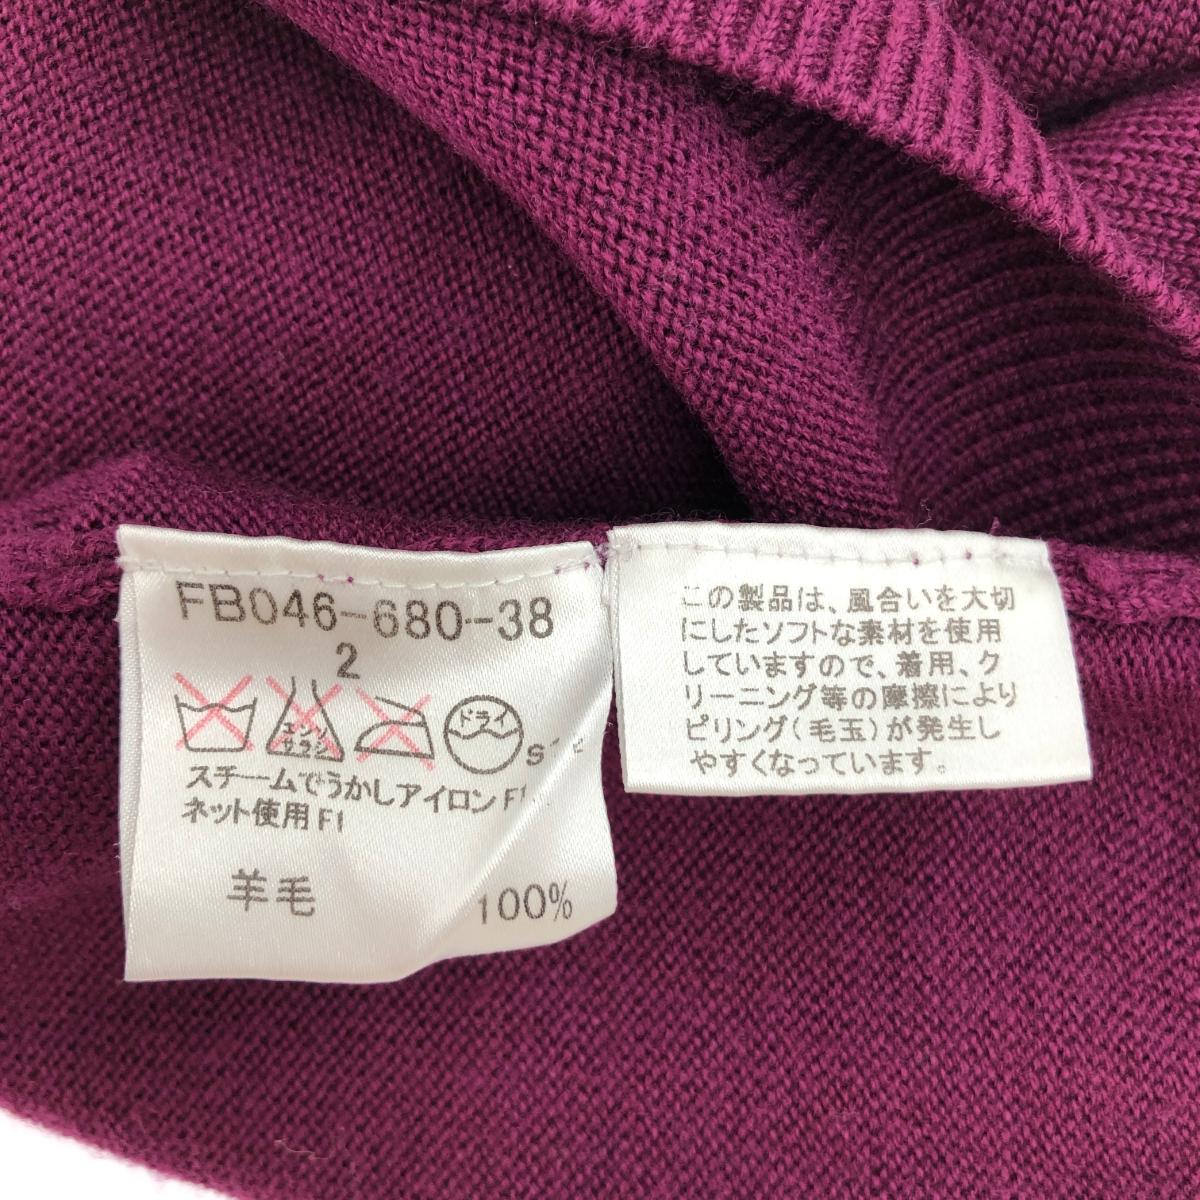 FB046-680-38
2
エンソ
サラシ
ドライ
スチームでうかしアイロンF1
ネット使用F1
羊毛 100%
この製品は、風合いを大切
にしたソフトな素材を使用
していますので、着用、ク
リーニング等の摩擦により
ピリング(毛玉)が発生し
やすくなっています。